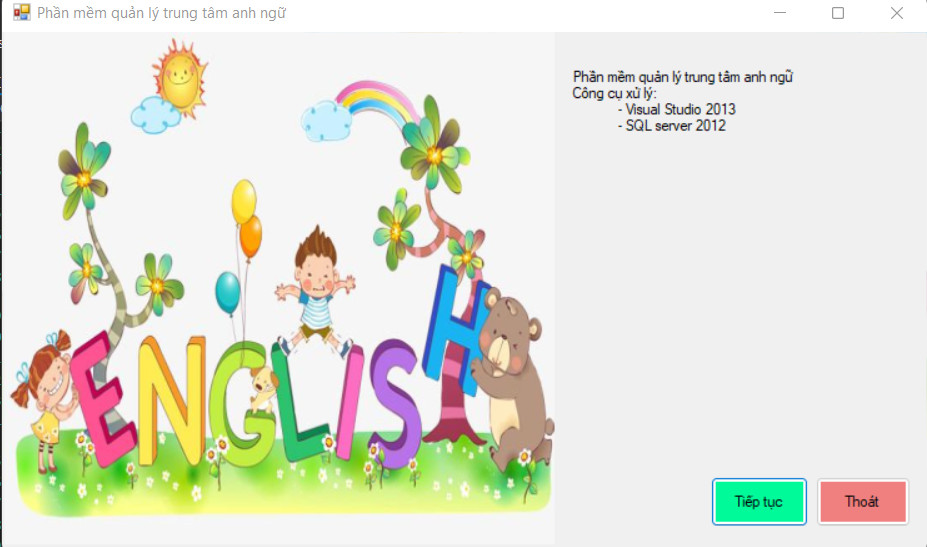 Phần mềm quản lý trung tâm anh ngữ
Phần mềm quản lý trung tâm anh ngữ
Công cụ xử lý:
- Visual Studio 2013
- SQL server 2012
ENGLISH
Tiếp tục
Thoát